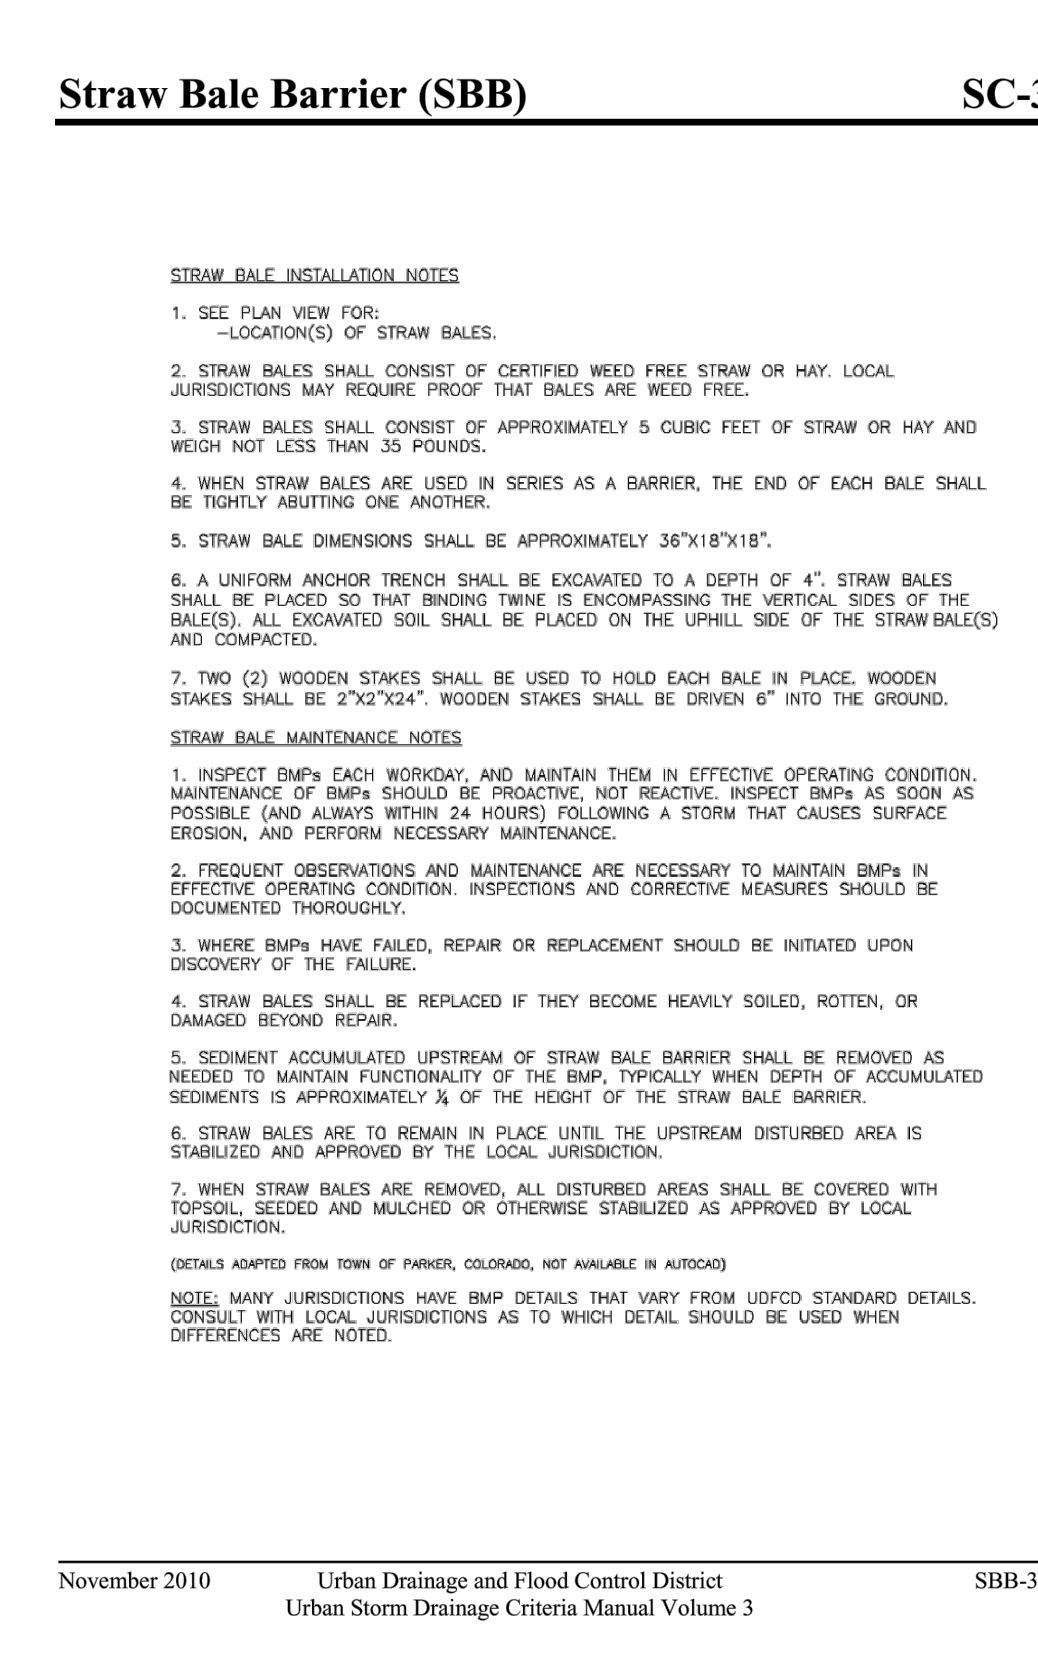 Straw Bale Barrier (SBB) SC-3
STRAW BALE INSTALLATION NOTES
1. SEE PLAN VIEW FOR:
–LOCATION(S) OF STRAW BALES.
2. STRAW BALES SHALL CONSIST OF CERTIFIED WEED FREE STRAW OR HAY. LOCAL
JURISDICTIONS MAY REQUIRE PROOF THAT BALES ARE WEED FREE.
3. STRAW BALES SHALL CONSIST OF APPROXIMATELY 5 CUBIC FEET OF STRAW OR HAY AND
WEIGH NOT LESS THAN 35 POUNDS.
4. WHEN STRAW BALES ARE USED IN SERIES AS A BARRIER, THE END OF EACH BALE SHALL
BE TIGHTLY ABUTTING ONE ANOTHER.
5. STRAW BALE DIMENSIONS SHALL BE APPROXIMATELY 36"X18"X18".
6. A UNIFORM ANCHOR TRENCH SHALL BE EXCAVATED TO A DEPTH OF 4". STRAW BALES
SHALL BE PLACED SO THAT BINDING TWINE IS ENCOMPASSING THE VERTICAL SIDES OF THE
BALE(S). ALL EXCAVATED SOIL SHALL BE PLACED ON THE UPHILL SIDE OF THE STRAW BALE(S)
AND COMPACTED.
7. TWO (2) WOODEN STAKES SHALL BE USED TO HOLD EACH BALE IN PLACE. WOODEN
STAKES SHALL BE 2"X2"X24". WOODEN STAKES SHALL BE DRIVEN 6" INTO THE GROUND.
STRAW BALE MAINTENANCE NOTES
1. INSPECT BMPs EACH WORKDAY, AND MAINTAIN THEM IN EFFECTIVE OPERATING CONDITION.
MAINTENANCE OF BMPs SHOULD BE PROACTIVE, NOT REACTIVE. INSPECT BMPs AS SOON AS
POSSIBLE (AND ALWAYS WITHIN 24 HOURS) FOLLOWING A STORM THAT CAUSES SURFACE
EROSION, AND PERFORM NECESSARY MAINTENANCE.
2. FREQUENT OBSERVATIONS AND MAINTENANCE ARE NECESSARY TO MAINTAIN BMPs IN
EFFECTIVE OPERATING CONDITION. INSPECTIONS AND CORRECTIVE MEASURES SHOULD BE
DOCUMENTED THOROUGHLY.
3. WHERE BMPs HAVE FAILED, REPAIR OR REPLACEMENT SHOULD BE INITIATED UPON
DISCOVERY OF THE FAILURE.
4. STRAW BALES SHALL BE REPLACED IF THEY BECOME HEAVILY SOILED, ROTTEN, OR
DAMAGED BEYOND REPAIR.
5. SEDIMENT ACCUMULATED UPSTREAM OF STRAW BALE BARRIER SHALL BE REMOVED AS
NEEDED TO MAINTAIN FUNCTIONALITY OF THE BMP, TYPICALLY WHEN DEPTH OF ACCUMULATED
SEDIMENTS IS APPROXIMATELY ¼ OF THE HEIGHT OF THE STRAW BALE BARRIER.
6. STRAW BALES ARE TO REMAIN IN PLACE UNTIL THE UPSTREAM DISTURBED AREA IS
STABILIZED AND APPROVED BY THE LOCAL JURISDICTION.
7. WHEN STRAW BALES ARE REMOVED, ALL DISTURBED AREAS SHALL BE COVERED WITH
TOPSOIL, SEEDED AND MULCHED OR OTHERWISE STABILIZED AS APPROVED BY LOCAL
JURISDICTION.
(DETAILS ADAPTED FROM TOWN OF PARKER, COLORADO, NOT AVAILABLE IN AUTOCAD)
NOTE: MANY JURISDICTIONS HAVE BMP DETAILS THAT VARY FROM UDFCD STANDARD DETAILS.
CONSULT WITH LOCAL JURISDICTIONS AS TO WHICH DETAIL SHOULD BE USED WHEN
DIFFERENCES ARE NOTED.
November 2010 Urban Drainage and Flood Control District SBB-3
Urban Storm Drainage Criteria Manual Volume 3